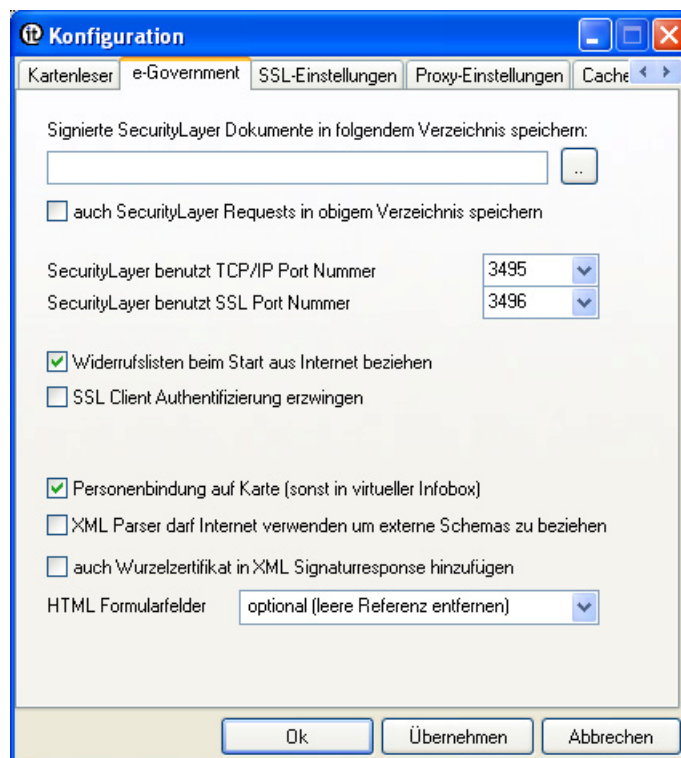 it Konfiguration
Kartenleser e-Government SSL-Einstellungen Proxy-Einstellungen Cache
Signierte SecurityLayer Dokumente in folgendem Verzeichnis speichern:
..
auch SecurityLayer Requests in obigem Verzeichnis speichern
SecurityLayer benutzt TCP/IP Port Nummer 3495
SecurityLayer benutzt SSL Port Nummer 3496
Widerrufslisten beim Start aus Internet beziehen
SSL Client Authentifizierung erzwingen
Personenbindung auf Karte (sonst in virtueller Infobox)
XML Parser darf Internet verwenden um externe Schemas zu beziehen
auch Wurzelzertifikat in XML Signaturresponse hinzufügen
HTML Formularfelder optional (leere Referenz entfernen)
Ok Übernehmen Abbrechen